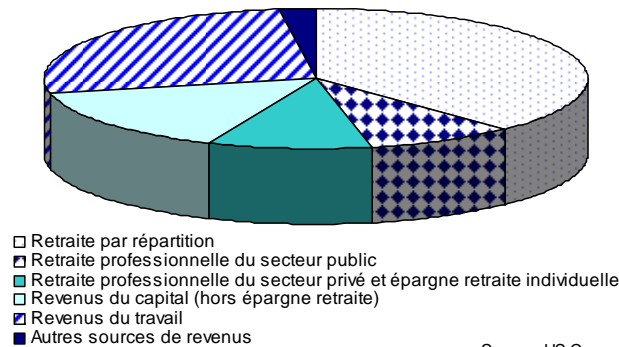 Retraite par répartition
Retraite professionnelle du secteur public
Retraite professionnelle du secteur privé et épargne retraite individuelle
Revenus du capital (hors épargne retraite)
Revenus du travail
Autres sources de revenus